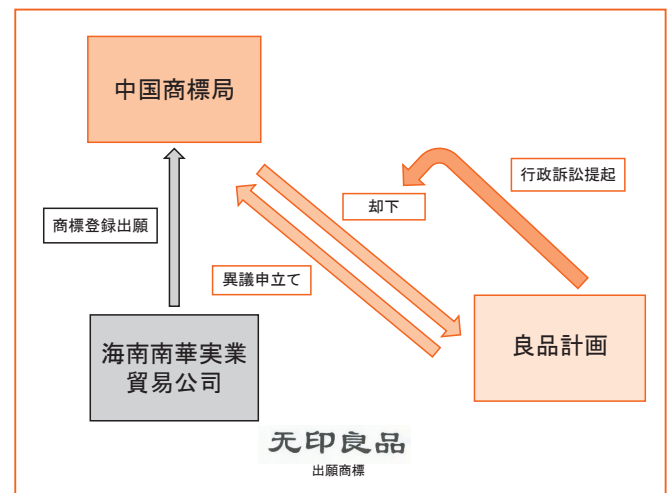 中国商標局
行政訴訟提起
却下
商標登録出願
異議申立て
海南南華実業
貿易公司
良品計画
无印良品
出願商標